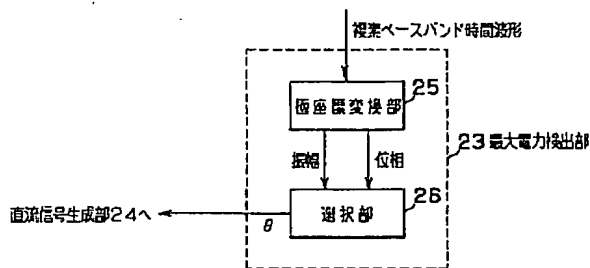 複素ベースバンド時間波形
極座標変換部
25
23 最大電力検出部
振幅
位相
選択部
26
直流信号生成部24へ
θ